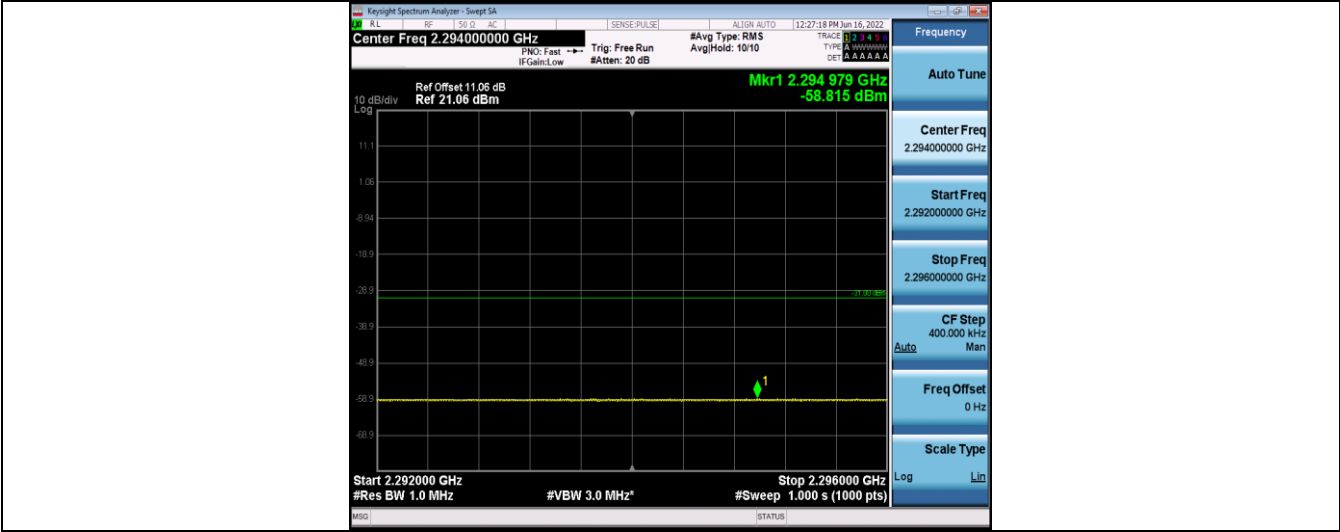 Keysight Spectrum Analyzer - Swept SA
RL RF 50 Ω AC SENSE:PULSE ALIGN AUTO 12:27:18 PM Jun 16, 2022
Center Freq 2.294000000 GHz
PNO: Fast
IFGain:Low
Trig: Free Run
#Atten: 20 dB
#Avg Type: RMS
Avg|Hold: 10/10
TRACE 1 2 3 4 5 6
TYPE A WWWWW
DET A A A A A A
Mkr1 2.294 979 GHz
-58.815 dBm
Ref Offset 11.06 dB
10 dB/div Ref 21.06 dBm
Log
11.1
1.06
-8.94
-18.9
-28.9
-31.00 dBm
-38.9
-48.9
1
-58.9
-68.9
Start 2.292000 GHz Stop 2.296000 GHz
#Res BW 1.0 MHz #VBW 3.0 MHz* #Sweep 1.000 s (1000 pts)
MSG STATUS
Frequency
Auto Tune
Center Freq
2.294000000 GHz
Start Freq
2.292000000 GHz
Stop Freq
2.296000000 GHz
CF Step
400.000 kHz
Auto Man
Freq Offset
0 Hz
Scale Type
Log Lin